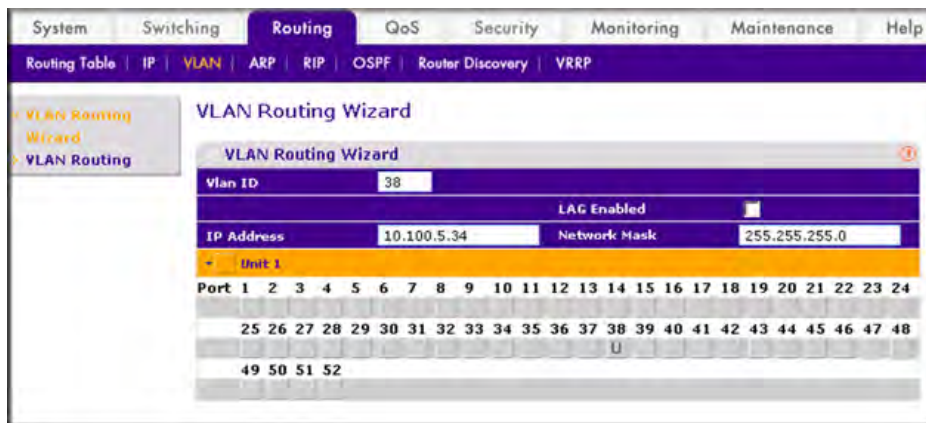 System Switching Routing QoS Security Monitoring Maintenance Help
Routing Table | IP | VLAN | ARP | RIP | OSPF | Router Discovery | VRRP
VLAN Routing
Wizard
VLAN Routing
VLAN Routing Wizard
VLAN Routing Wizard
Vlan ID 38
LAG Enabled
IP Address 10.100.5.34 Network Mask 255.255.255.0
Unit 1
Port 1 2 3 4 5 6 7 8 9 10 11 12 13 14 15 16 17 18 19 20 21 22 23 24
25 26 27 28 29 30 31 32 33 34 35 36 37 38 39 40 41 42 43 44 45 46 47 48
U
49 50 51 52